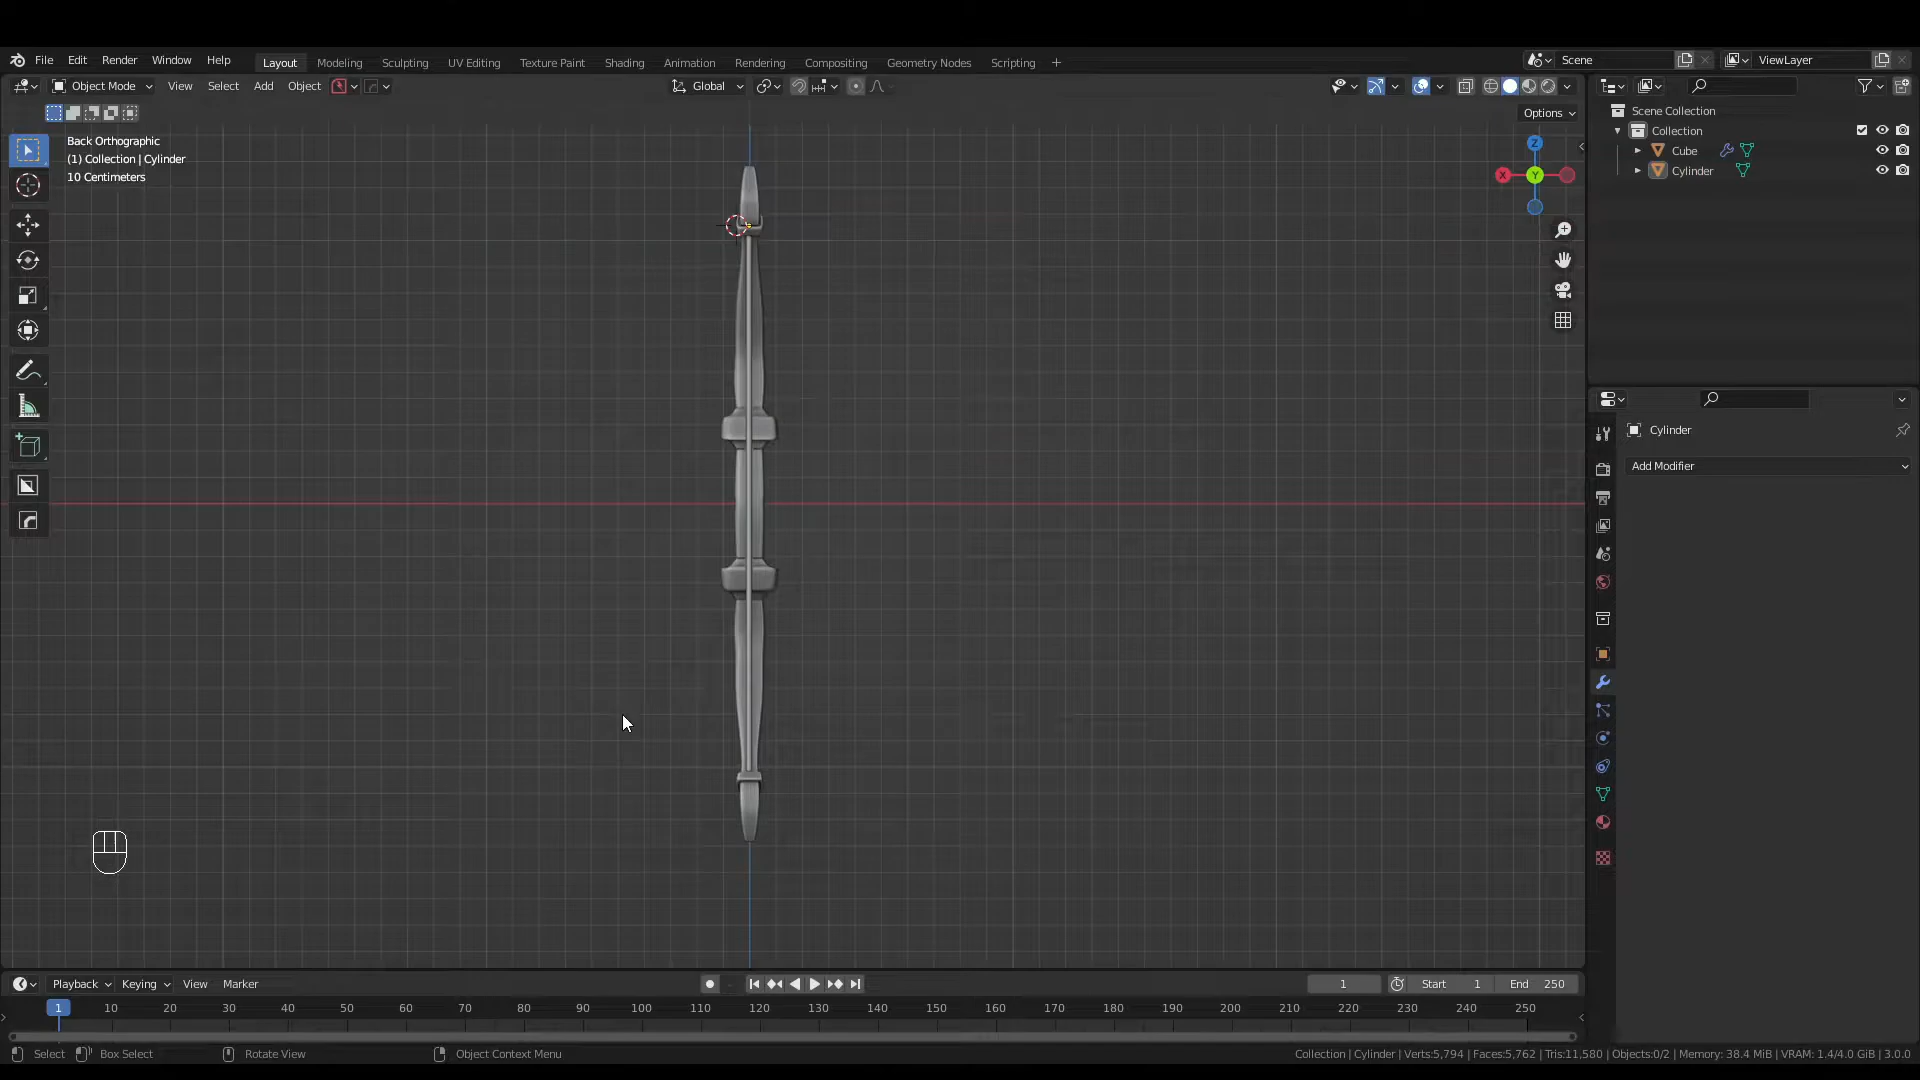 File Edit Render Window Help Layout Modeling Sculpting UV Editing Texture Paint Shading Animation Rendering Compositing Geometry Nodes Scripting + Scene ViewLayer
Object Mode View Select Add Object Global
Options
Back Orthographic
(1) Collection | Cylinder
10 Centimeters
Z
X
Y
Scene Collection
Collection
Cube
Cylinder
Cylinder
Add Modifier
Playback Keying View Marker 1 Start 1 End 250
1 10 20 30 40 50 60 70 80 90 100 110 120 130 140 150 160 170 180 190 200 210 220 230 240 250
Select Box Select Rotate View Object Context Menu Collection | Cylinder | Verts:5,794 | Faces:5,762 | Tris:11,580 | Objects:0/2 | Memory: 38.4 MiB | VRAM: 1.4/4.0 GiB | 3.0.0